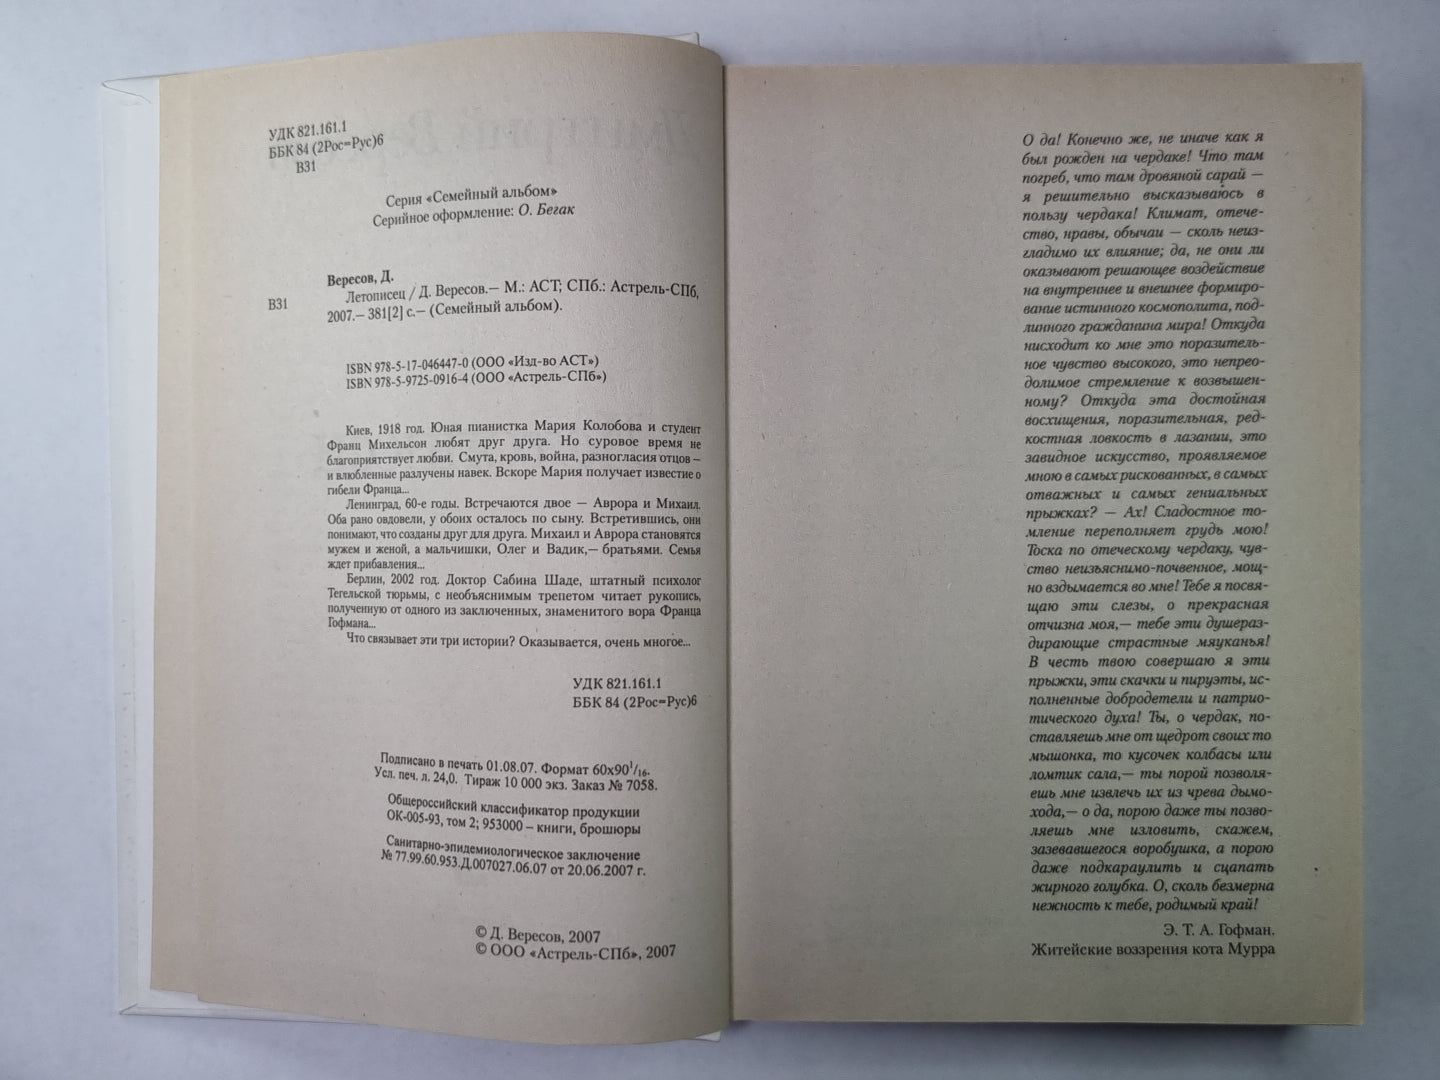 УДК 821.161.1
ББК 84 (2Рос=Рус)6
В31
Серия «Семейный альбом»
Серийное оформление: О. Бегак
Вересов, Д.
В31 Летописец / Д. Вересов.— М.: АСТ; СПб.: Астрель-СПб,
2007.— 381[2] с.— (Семейный альбом).
ISBN 978-5-17-046447-0 (ООО «Изд-во АСТ»)
ISBN 978-5-9725-0916-4 (ООО «Астрель-СПб»)
Киев, 1918 год. Юная пианистка Мария Колобова и студент
Франц Михельсон любят друг друга. Но суровое время не
благоприятствует любви. Смута, кровь, война, разногласия отцов —
и влюбленные разлучены навек. Вскоре Мария получает известие о
гибели Франца...
Ленинград, 60-е годы. Встречаются двое — Аврора и Михаил.
Оба рано овдовели, у обоих осталось по сыну. Встретившись, они
понимают, что созданы друг для друга. Михаил и Аврора становятся
мужем и женой, а мальчишки, Олег и Вадик,— братьями. Семья
ждет прибавления...
Берлин, 2002 год. Доктор Сабина Шаде, штатный психолог
Тегельской тюрьмы, с необъяснимым трепетом читает рукопись,
полученную от одного из заключенных, знаменитого вора Франца
Гофмана...
Что связывает эти три истории? Оказывается, очень многое...
УДК 821.161.1
ББК 84 (2Рос=Рус)6
Подписано в печать 01.08.07. Формат 60х90 1/16.
Усл. печ. л. 24,0. Тираж 10 000 экз. Заказ № 7058.
Общероссийский классификатор продукции
ОК-005-93, том 2; 953000 – книги, брошюры
Санитарно-эпидемиологическое заключение
№ 77.99.60.953.Д.007027.06.07 от 20.06.2007 г.
© Д. Вересов, 2007
© ООО «Астрель-СПб», 2007
О да! Конечно же, не иначе как я
был рожден на чердаке! Что там
погреб, что там дровяной сарай —
я решительно высказываюсь в
пользу чердака! Климат, отече-
ство, нравы, обычаи — сколь неиз-
гладимо их влияние; да, не они ли
оказывают решающее воздействие
на внутреннее и внешнее формиро-
вание истинного космополита, под-
линного гражданина мира! Откуда
нисходит ко мне это поразитель-
ное чувство высокого, это непрео-
долимое стремление к возвышен-
ному? Откуда эта достойная
восхищения, поразительная, ред-
костная ловкость в лазании, это
завидное искусство, проявляемое
мною в самых рискованных, в самых
отважных и самых гениальных
прыжках? — Ах! Сладостное то-
мление переполняет грудь мою!
Тоска по отеческому чердаку, чув-
ство неизъяснимо-почвенное, мощ-
но вздымается во мне! Тебе я посвя-
щаю эти слезы, о прекрасная
отчизна моя,— тебе эти душераз-
дирающие страстные мяуканья!
В честь твою совершаю я эти
прыжки, эти скачки и пируэты, ис-
полненные добродетели и патрио-
тического духа! Ты, о чердак, по-
ставляешь мне от щедрот своих то
мышонка, то кусочек колбасы или
ломтик сала,— ты порой позволя-
ешь мне извлечь их из чрева дымо-
хода,— о да, порою даже ты позво-
ляешь мне изловить, скажем,
зазевавшегося воробушка, а порою
даже подкараулить и сцапать
жирного голубка. О, сколь безмерна
нежность к тебе, родимый край!
Э. Т. А. Гофман.
Житейские воззрения кота Мурра